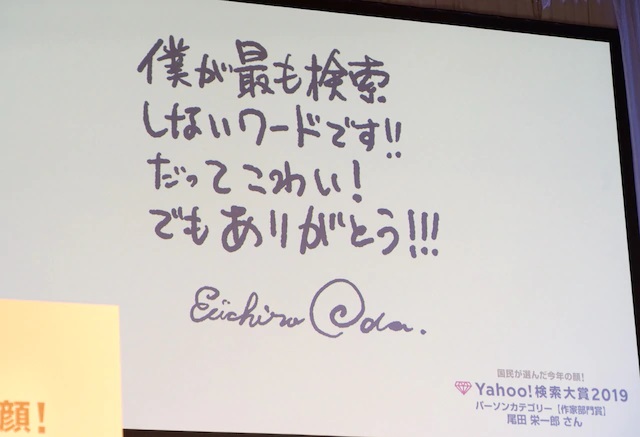 僕が最も検索
しないワードです!!
だってこわい!
でもありがとう!!!
Eiichiro Oda.
国民が選んだ今年の顔!
Yahoo!検索大賞2019
パーソンカテゴリー【作家部門賞】
尾田 栄一郎 さん
顔!